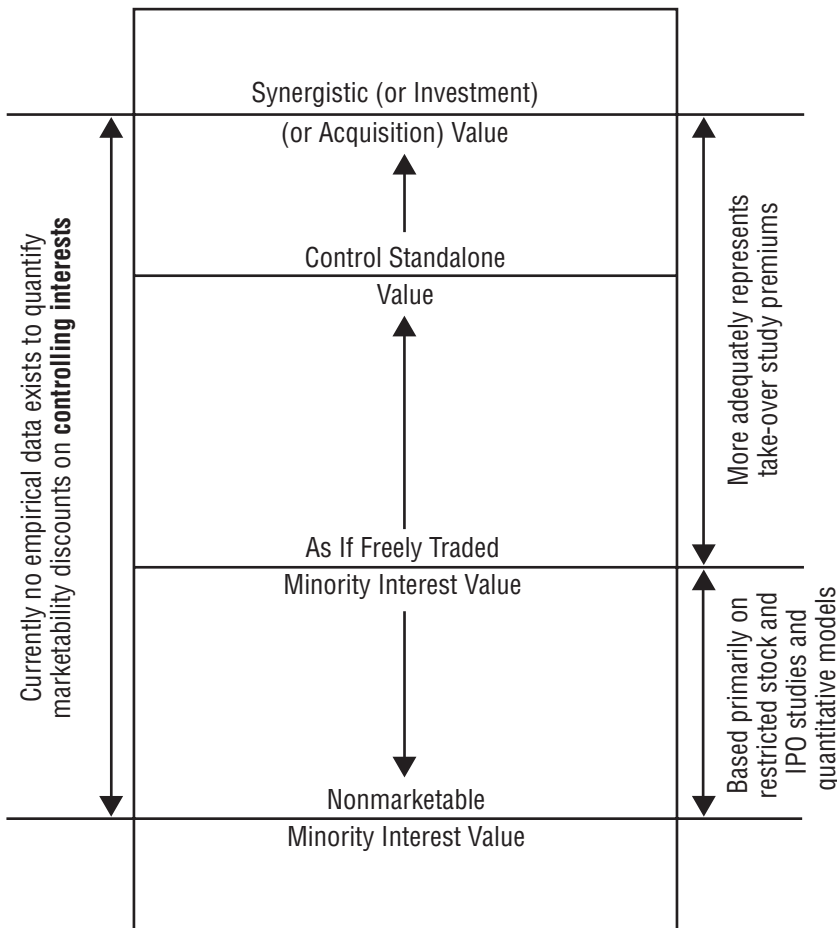 Synergistic (or Investment)
(or Acquisition) Value
Control Standalone
Value
As If Freely Traded
Minority Interest Value
Nonmarketable
Minority Interest Value
Currently no empirical data exists to quantify
marketability discounts on controlling interests
More adequately represents
take-over study premiums
Based primarily on
restricted stock and
IPO studies and
quantitative models